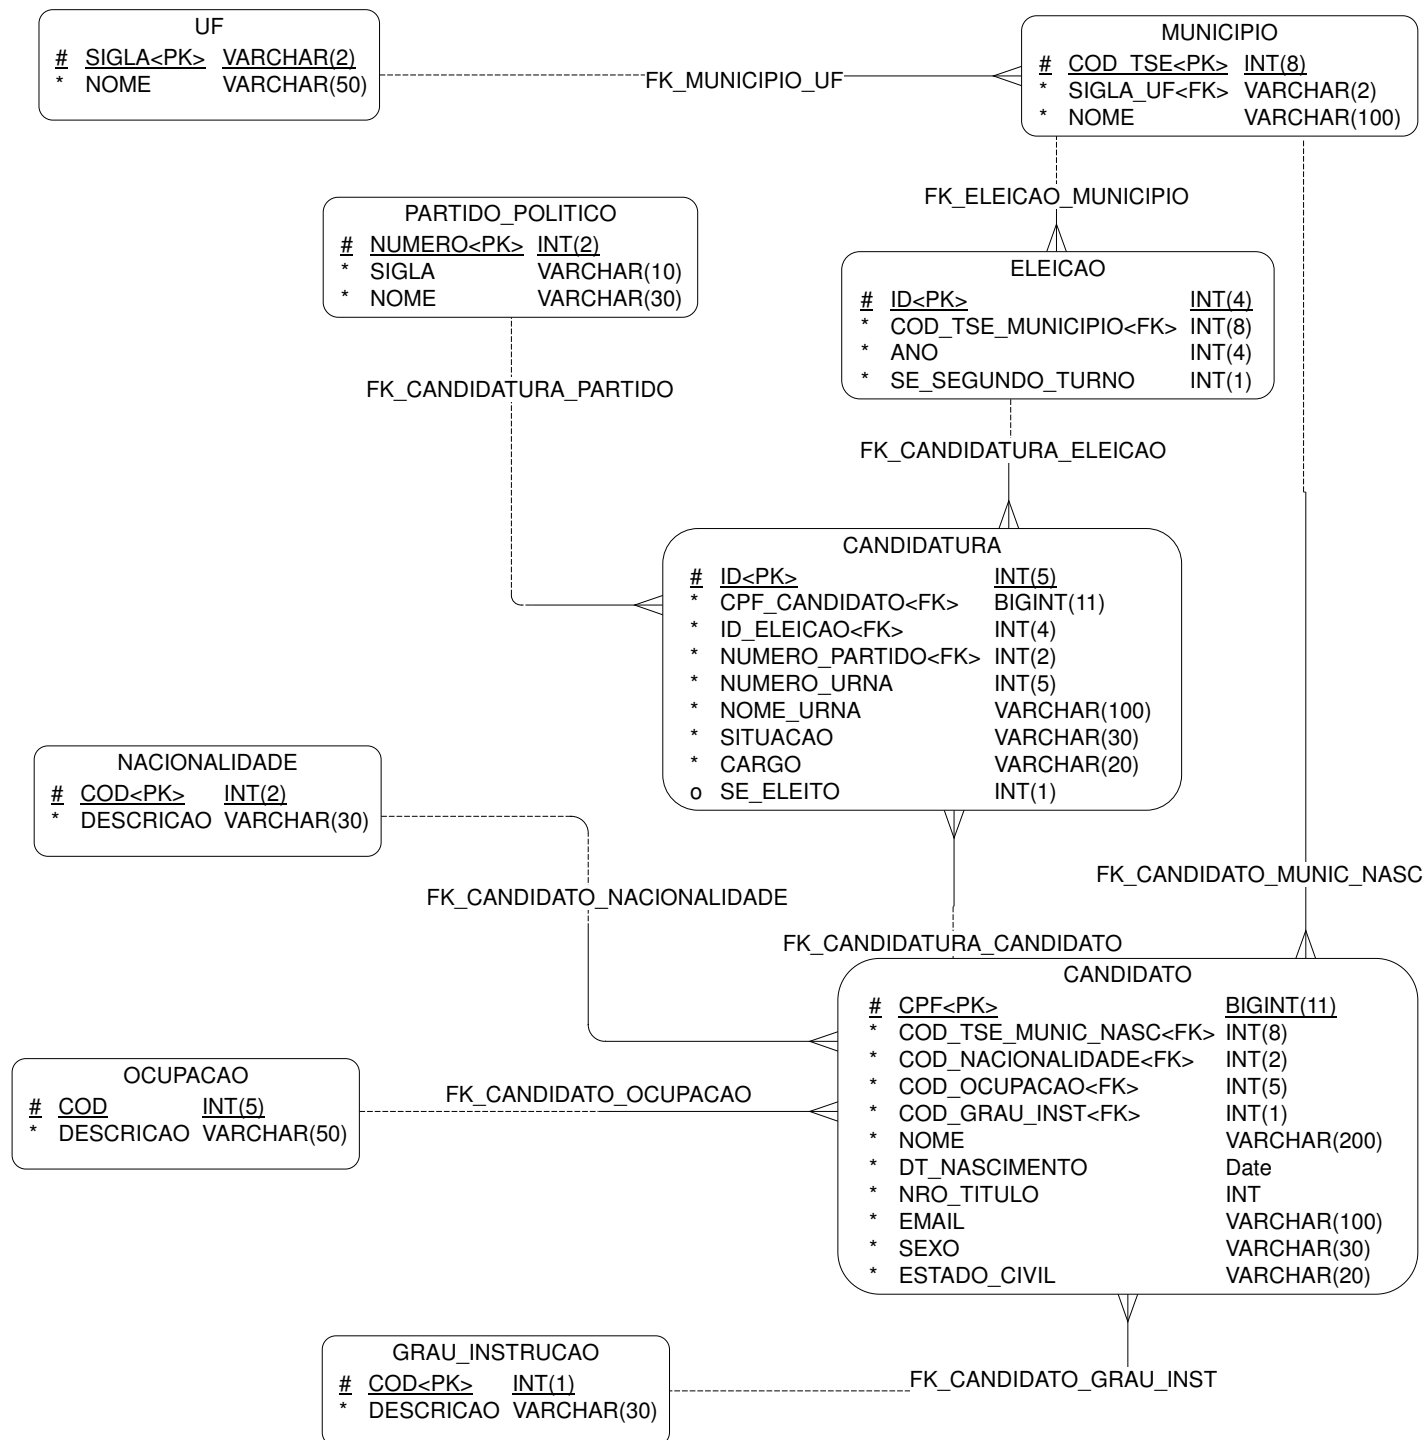 UF
# SIGLA<PK> VARCHAR(2)
* NOME VARCHAR(50)
FK_MUNICIPIO_UF
MUNICIPIO
# COD_TSE<PK> INT(8)
* SIGLA_UF<FK> VARCHAR(2)
* NOME VARCHAR(100)
FK_ELEICAO_MUNICIPIO
PARTIDO_POLITICO
# NUMERO<PK> INT(2)
* SIGLA VARCHAR(10)
* NOME VARCHAR(30)
ELEICAO
# ID<PK> INT(4)
* COD_TSE_MUNICIPIO<FK> INT(8)
* ANO INT(4)
* SE_SEGUNDO_TURNO INT(1)
FK_CANDIDATURA_PARTIDO
FK_CANDIDATURA_ELEICAO
CANDIDATURA
# ID<PK> INT(5)
* CPF_CANDIDATO<FK> BIGINT(11)
* ID_ELEICAO<FK> INT(4)
* NUMERO_PARTIDO<FK> INT(2)
* NUMERO_URNA INT(5)
* NOME_URNA VARCHAR(100)
* SITUACAO VARCHAR(30)
* CARGO VARCHAR(20)
o SE_ELEITO INT(1)
NACIONALIDADE
# COD<PK> INT(2)
* DESCRICAO VARCHAR(30)
FK_CANDIDATO_MUNIC_NASC
FK_CANDIDATO_NACIONALIDADE
FK_CANDIDATURA_CANDIDATO
CANDIDATO
# CPF<PK> BIGINT(11)
* COD_TSE_MUNIC_NASC<FK> INT(8)
* COD_NACIONALIDADE<FK> INT(2)
* COD_OCUPACAO<FK> INT(5)
* COD_GRAU_INST<FK> INT(1)
* NOME VARCHAR(200)
* DT_NASCIMENTO Date
* NRO_TITULO INT
* EMAIL VARCHAR(100)
* SEXO VARCHAR(30)
* ESTADO_CIVIL VARCHAR(20)
OCUPACAO
# COD INT(5)
* DESCRICAO VARCHAR(50)
FK_CANDIDATO_OCUPACAO
GRAU_INSTRUCAO
# COD<PK> INT(1)
* DESCRICAO VARCHAR(30)
FK_CANDIDATO_GRAU_INST